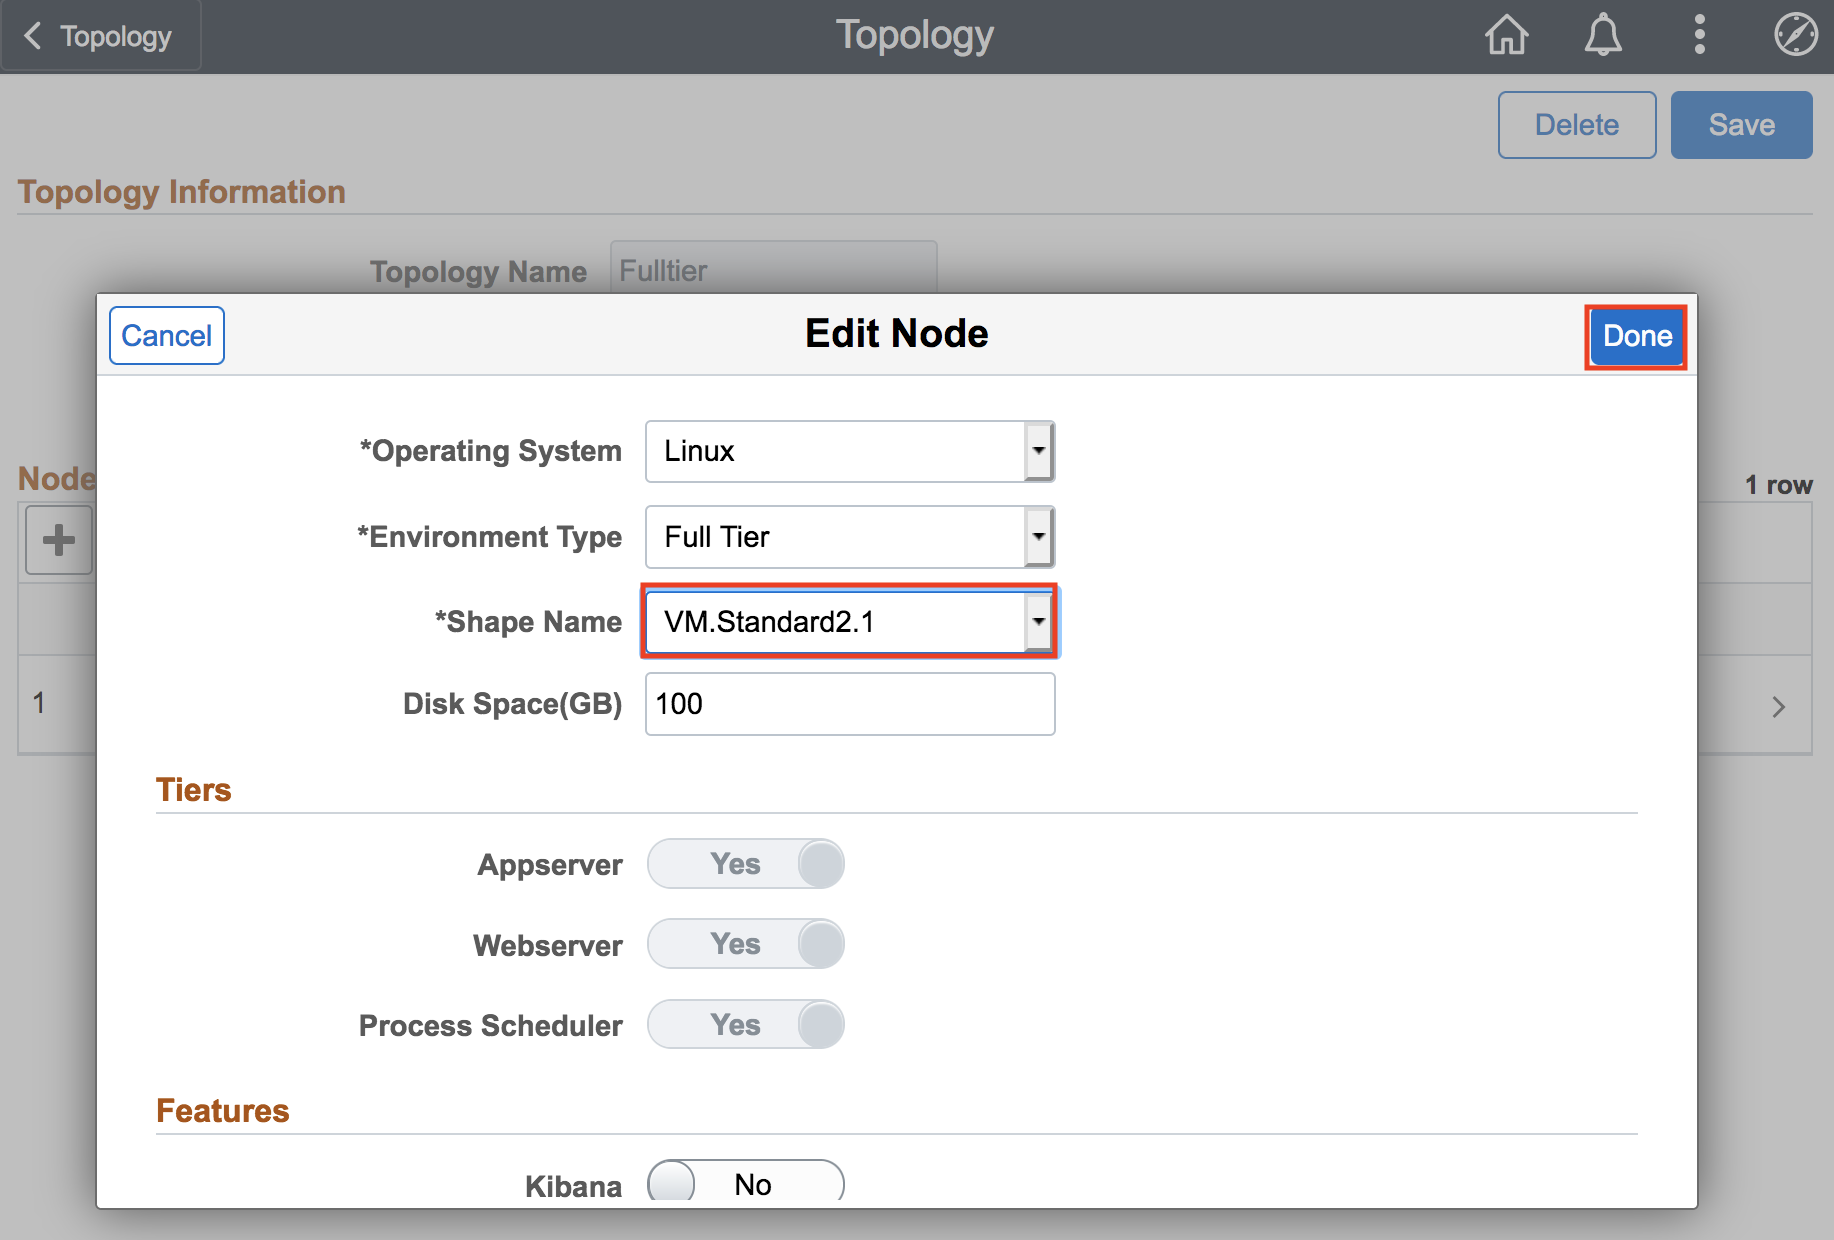 Topology
Topology
Delete
Save
Topology Information
Topology Name Fulltier
Cancel
Edit Node
Done
*Operating System Linux
Node
1 row
*Environment Type Full Tier
*Shape Name VM.Standard2.1
Disk Space(GB) 100
1
Tiers
Appserver Yes
Webserver Yes
Process Scheduler Yes
Features
Kibana No